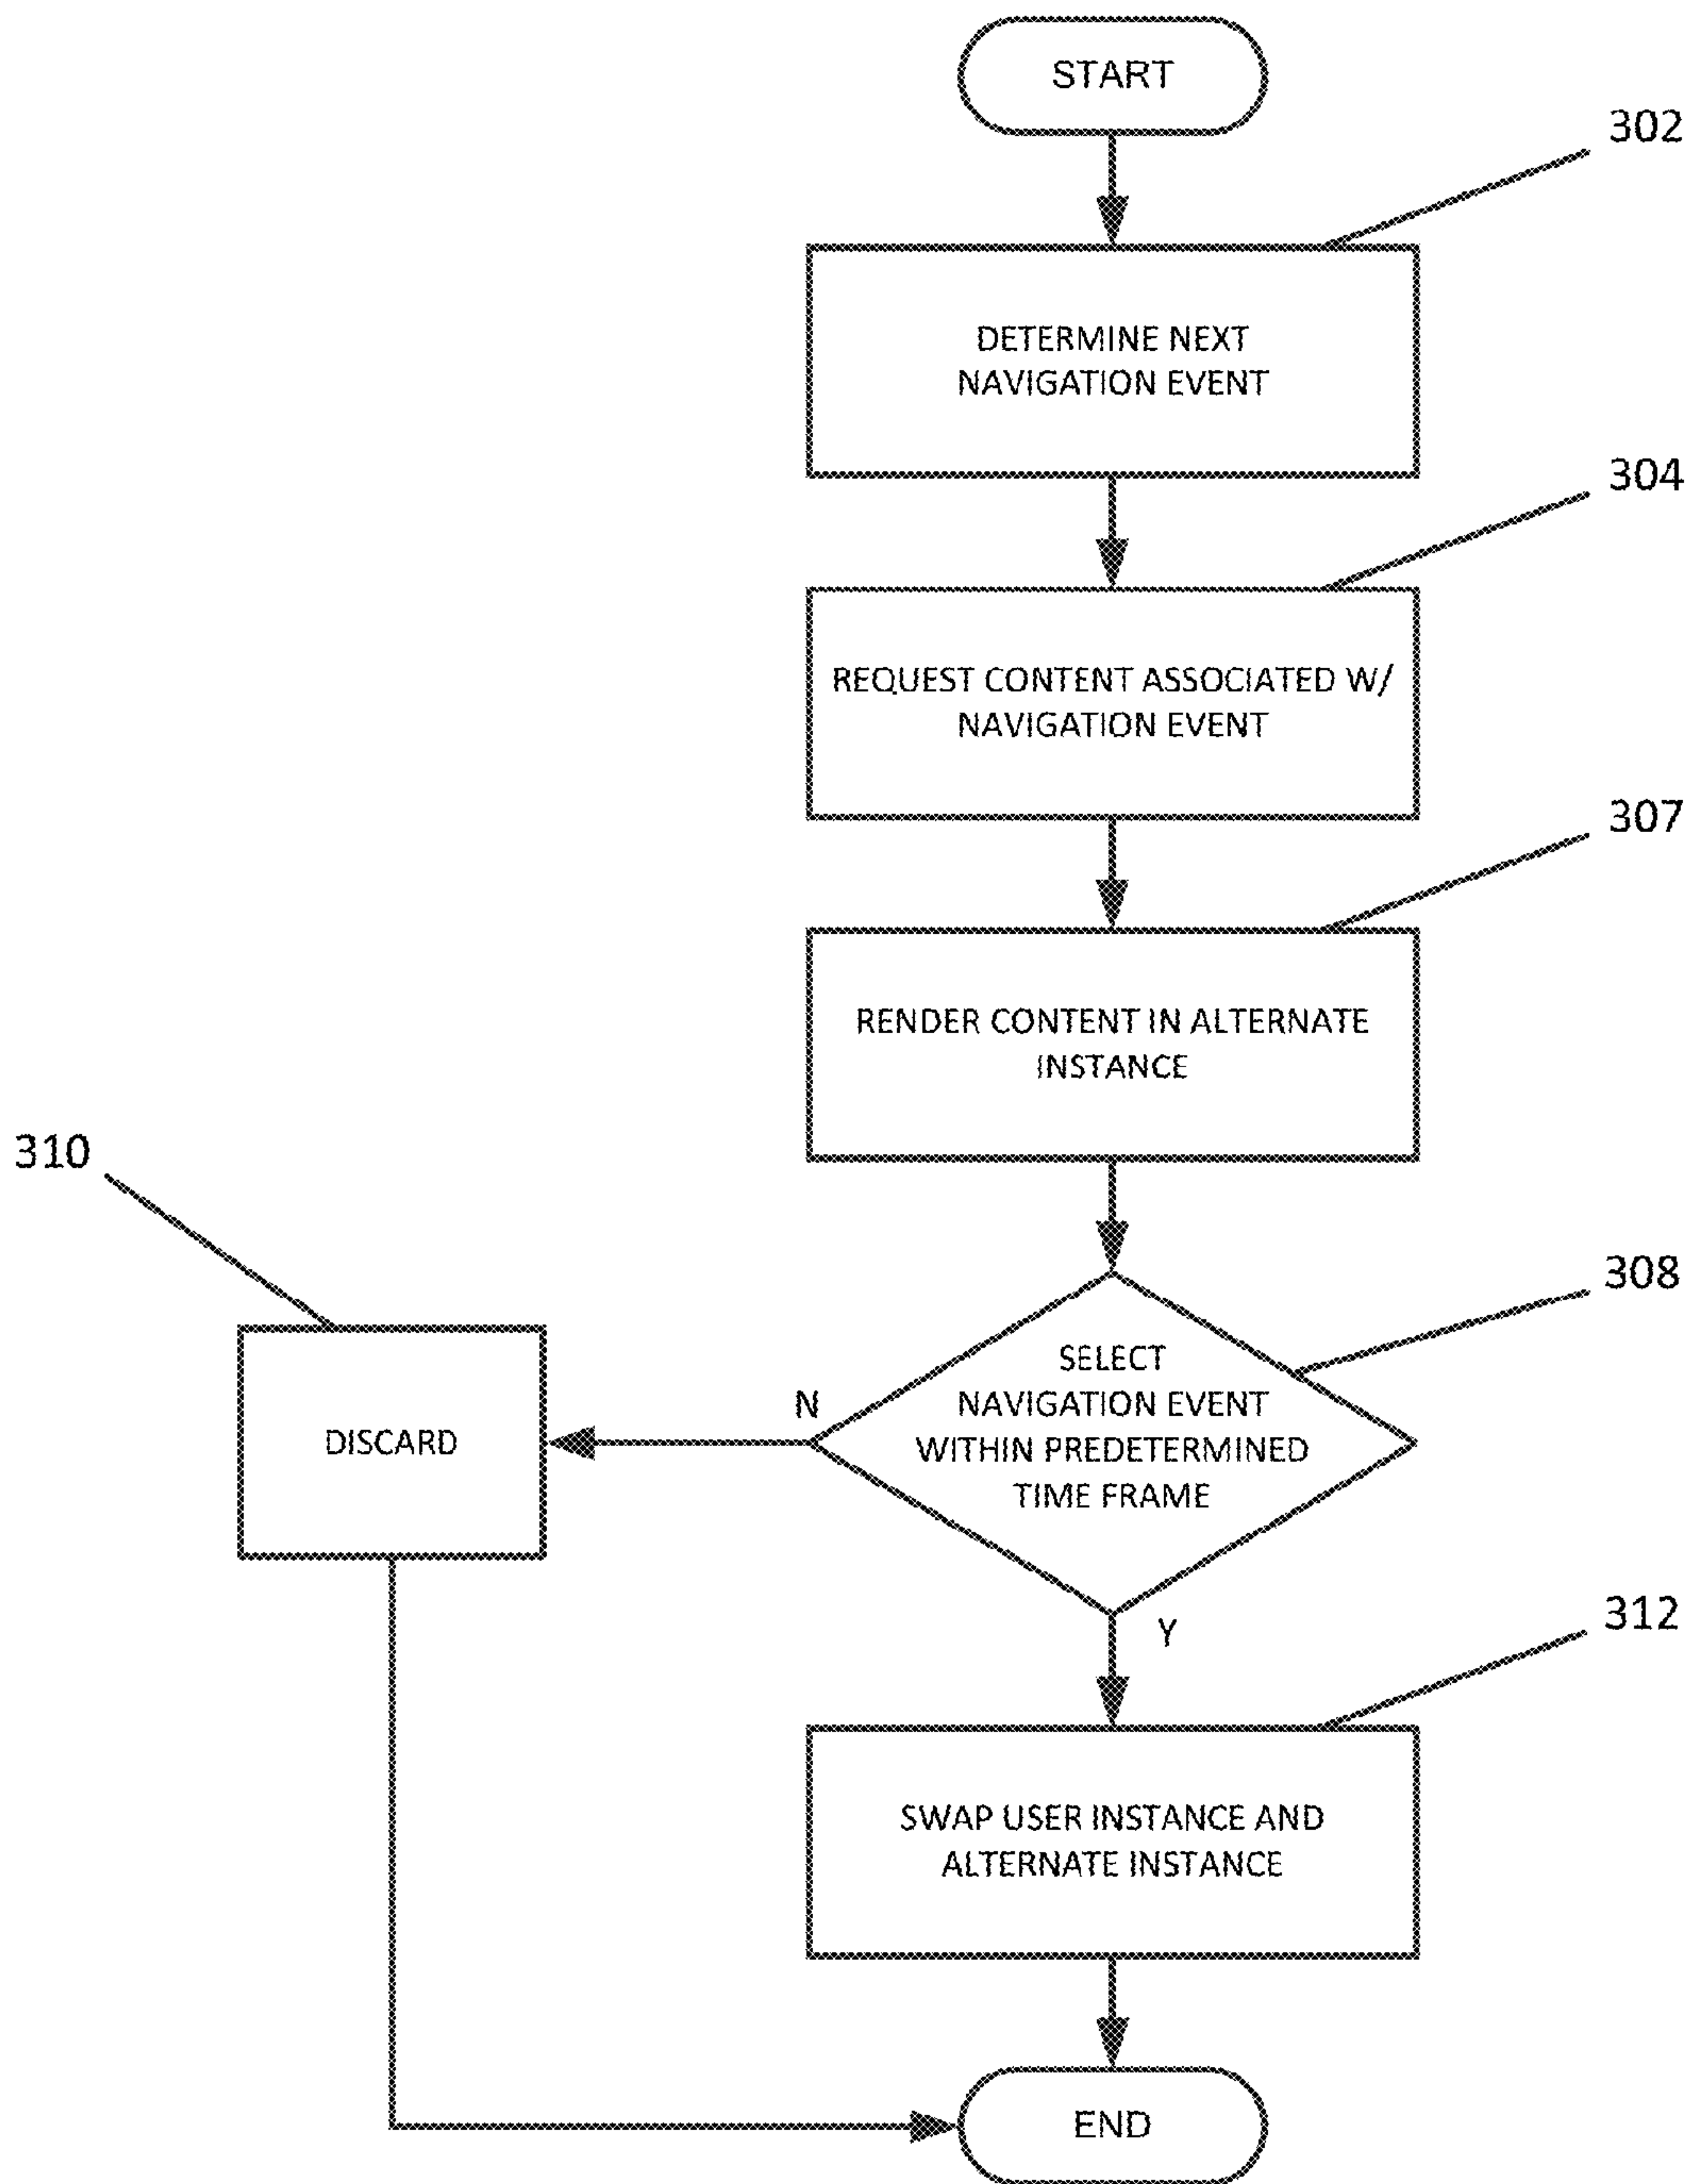 START
302
DETERMINE NEXT
NAVIGATION EVENT
304
REQUEST CONTENT ASSOCIATED W/
NAVIGATION EVENT
307
RENDER CONTENT IN ALTERNATE
INSTANCE
310
308
SELECT
NAVIGATION EVENT
WITHIN PREDETERMINED
TIME FRAME
N
DISCARD
Y
312
SWAP USER INSTANCE AND
ALTERNATE INSTANCE
END